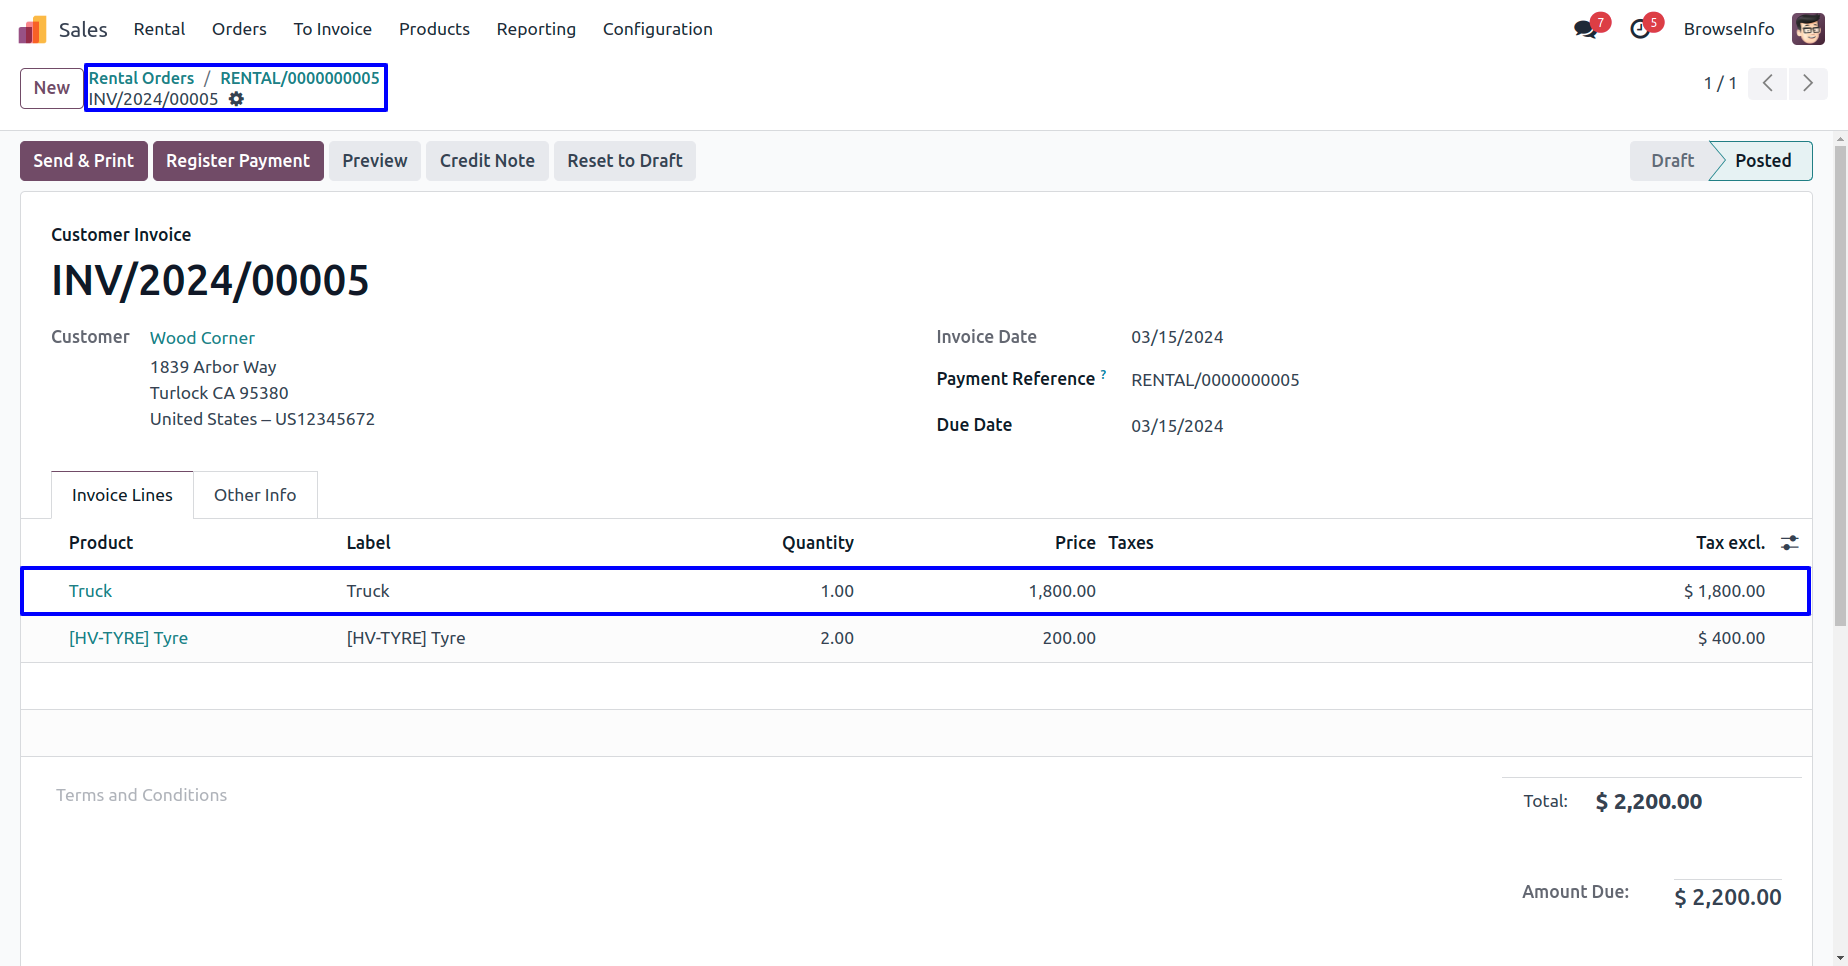 Sales Rental Orders To Invoice Products Reporting Configuration 7 5 BrowseInfo
New Rental Orders / RENTAL/0000000005 1 / 1
INV/2024/00005
Send & Print Register Payment Preview Credit Note Reset to Draft Draft Posted
Customer Invoice
INV/2024/00005
Customer Wood Corner Invoice Date 03/15/2024
1839 Arbor Way
Turlock CA 95380 Payment Reference ? RENTAL/0000000005
United States – US12345672 Due Date 03/15/2024
Invoice Lines Other Info
Product Label Quantity Price Taxes Tax excl.
Truck Truck 1.00 1,800.00 $ 1,800.00
[HV-TYRE] Tyre [HV-TYRE] Tyre 2.00 200.00 $ 400.00
Terms and Conditions Total: $ 2,200.00
Amount Due: $ 2,200.00